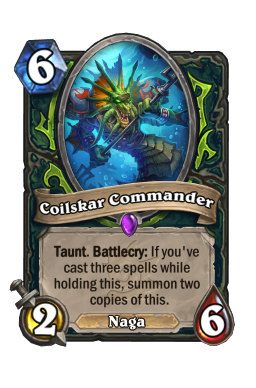 6
Coilskar Commander
Taunt. Battlecry: If you've
cast three spells while
holding this, summon two
copies of this.
2
Naga
6